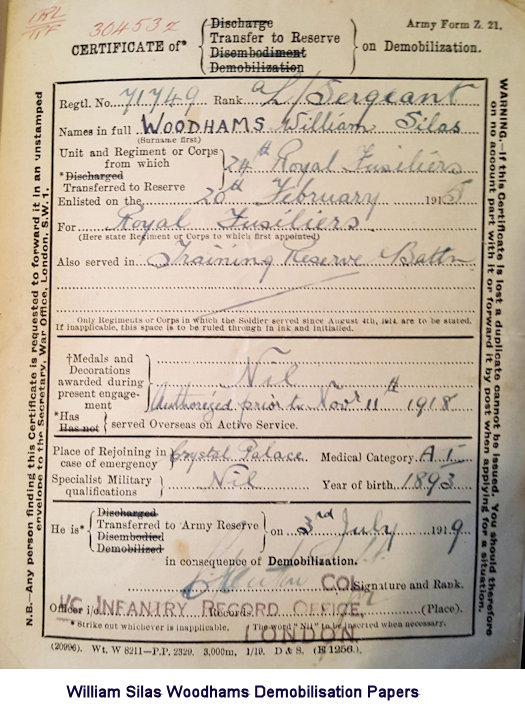 304532
Army Form Z. 21.
CERTIFICATE of* { Discharge Transfer to Reserve Disembodiment Demobilization } on Demobilization.
Regtl. No. 71749 Rank a L/Sergeant
Names in full WOODHAMS William Silas
(Surname first)
Unit and Regiment or Corps
from which 24th Royal Fusiliers
*Discharged
Transferred to Reserve
Enlisted on the 20th February 1915
For Royal Fusiliers
(Here state Regiment or Corps to which first appointed)
Also served in Training Reserve Battn
Only Regiments or Corps in which the Soldier served since August 4th, 1914, are to be stated.
If inapplicable, this space is to be ruled through in ink and initialled.
†Medals and
Decorations
awarded during
present engage-
ment
Nil
Authorized prior to Novr 11th 1918
*Has
Has not } served Overseas on Active Service.
Place of Rejoining in
case of emergency } Crystal Palace Medical Category A I
Specialist Military
qualifications } Nil Year of birth 1893
He is* { Discharged Transferred to Army Reserve Disembodied Demobilized } on 3rd July 1919
in consequence of Demobilization.
COL Signature and Rank.
Officer i/c Records (Place).
INFANTRY RECORD OFFICE,
LONDON
*Strike out whichever is inapplicable. The word "Nil" to be inserted when necessary.
(20996). Wt. W 8211—P.P. 2329. 3,000m, 1/19. D & S. (E 1256.)
N.B.—Any person finding this Certificate is requested to forward it in an unstamped
envelope to the Secretary, War Office, London, S.W. 1.
WARNING.—If this Certificate is lost a duplicate cannot be issued. You should therefore
on no account part with it or forward it by post when applying for a situation.
William Silas Woodhams Demobilisation Papers